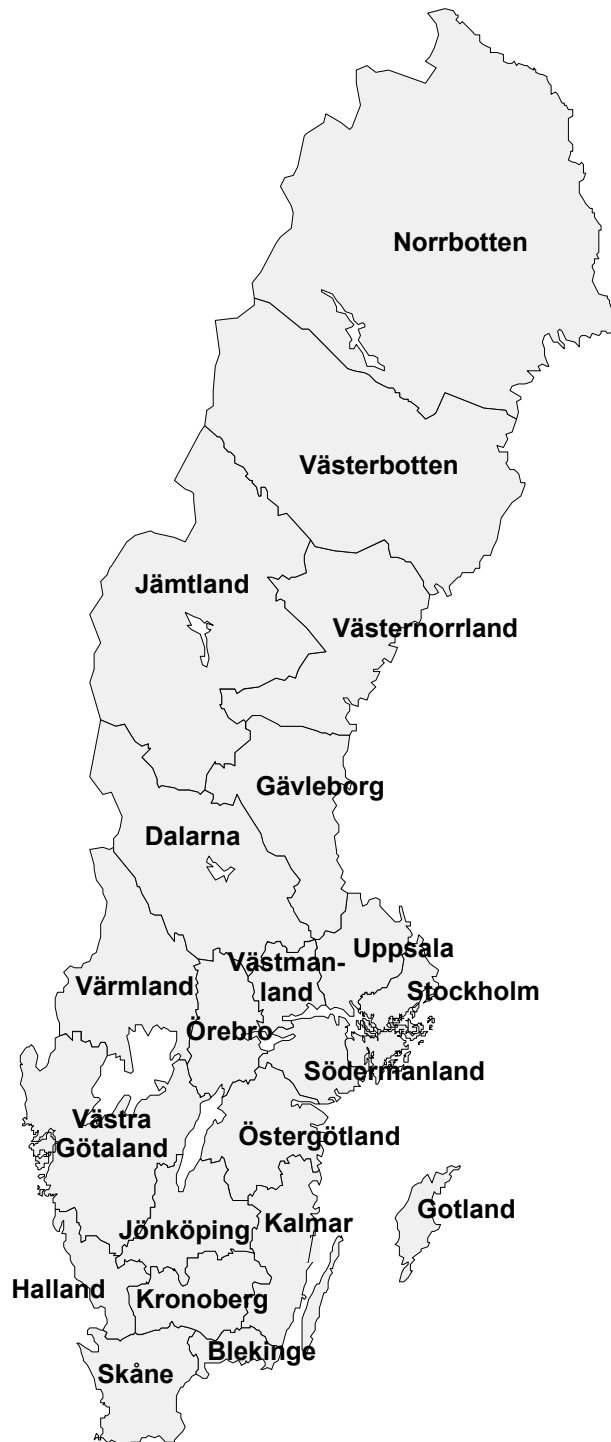 Norrbotten
Västerbotten
Jämtland
Västernorrland
Gävleborg
Dalarna
Uppsala
Västman-
land
Värmland
Stockholm
Örebro
Södermanland
Västra
Götaland
Östergötland
Gotland
Jönköping
Kalmar
Halland
Kronoberg
Blekinge
Skåne